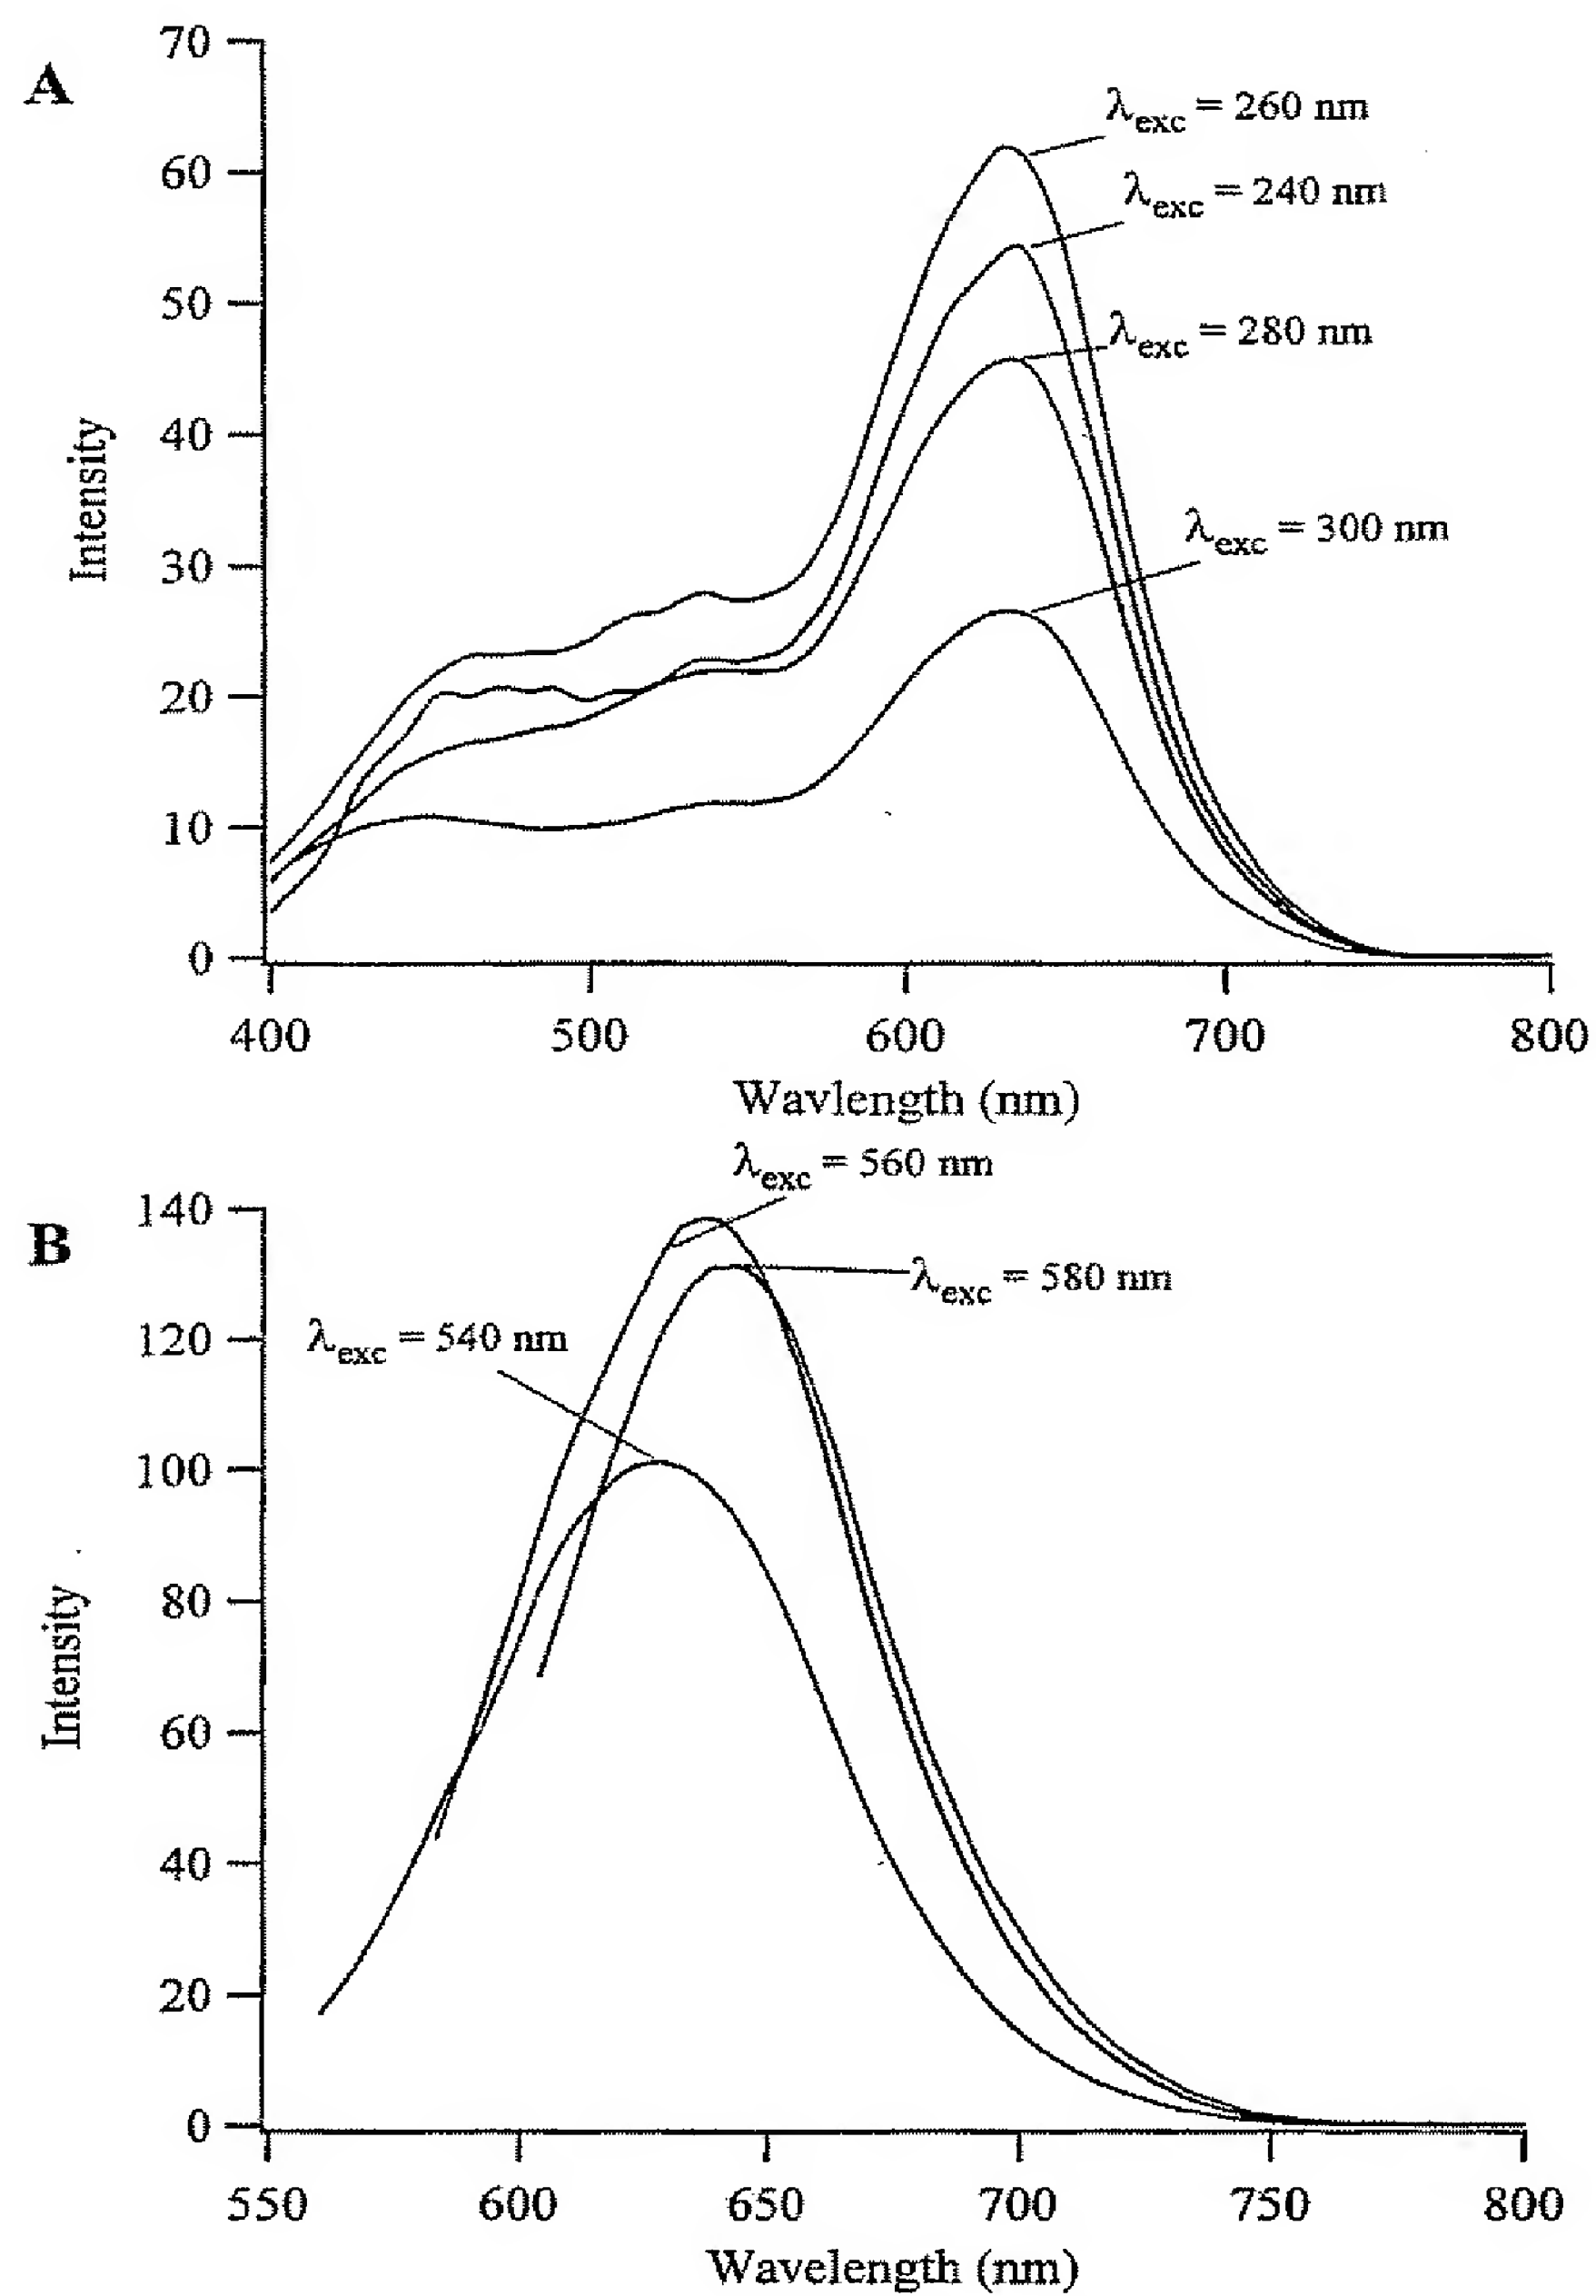 A
70
60
50
40
30
20
10
0
Intensity
λexc = 260 nm
λexc = 240 nm
λexc = 280 nm
λexc = 300 nm
400 500 600 700 800
Wavlength (nm)
B
140
120
100
80
60
40
20
0
Intensity
λexc = 560 nm
λexc = 580 nm
λexc = 540 nm
550 600 650 700 750 800
Wavelength (nm)